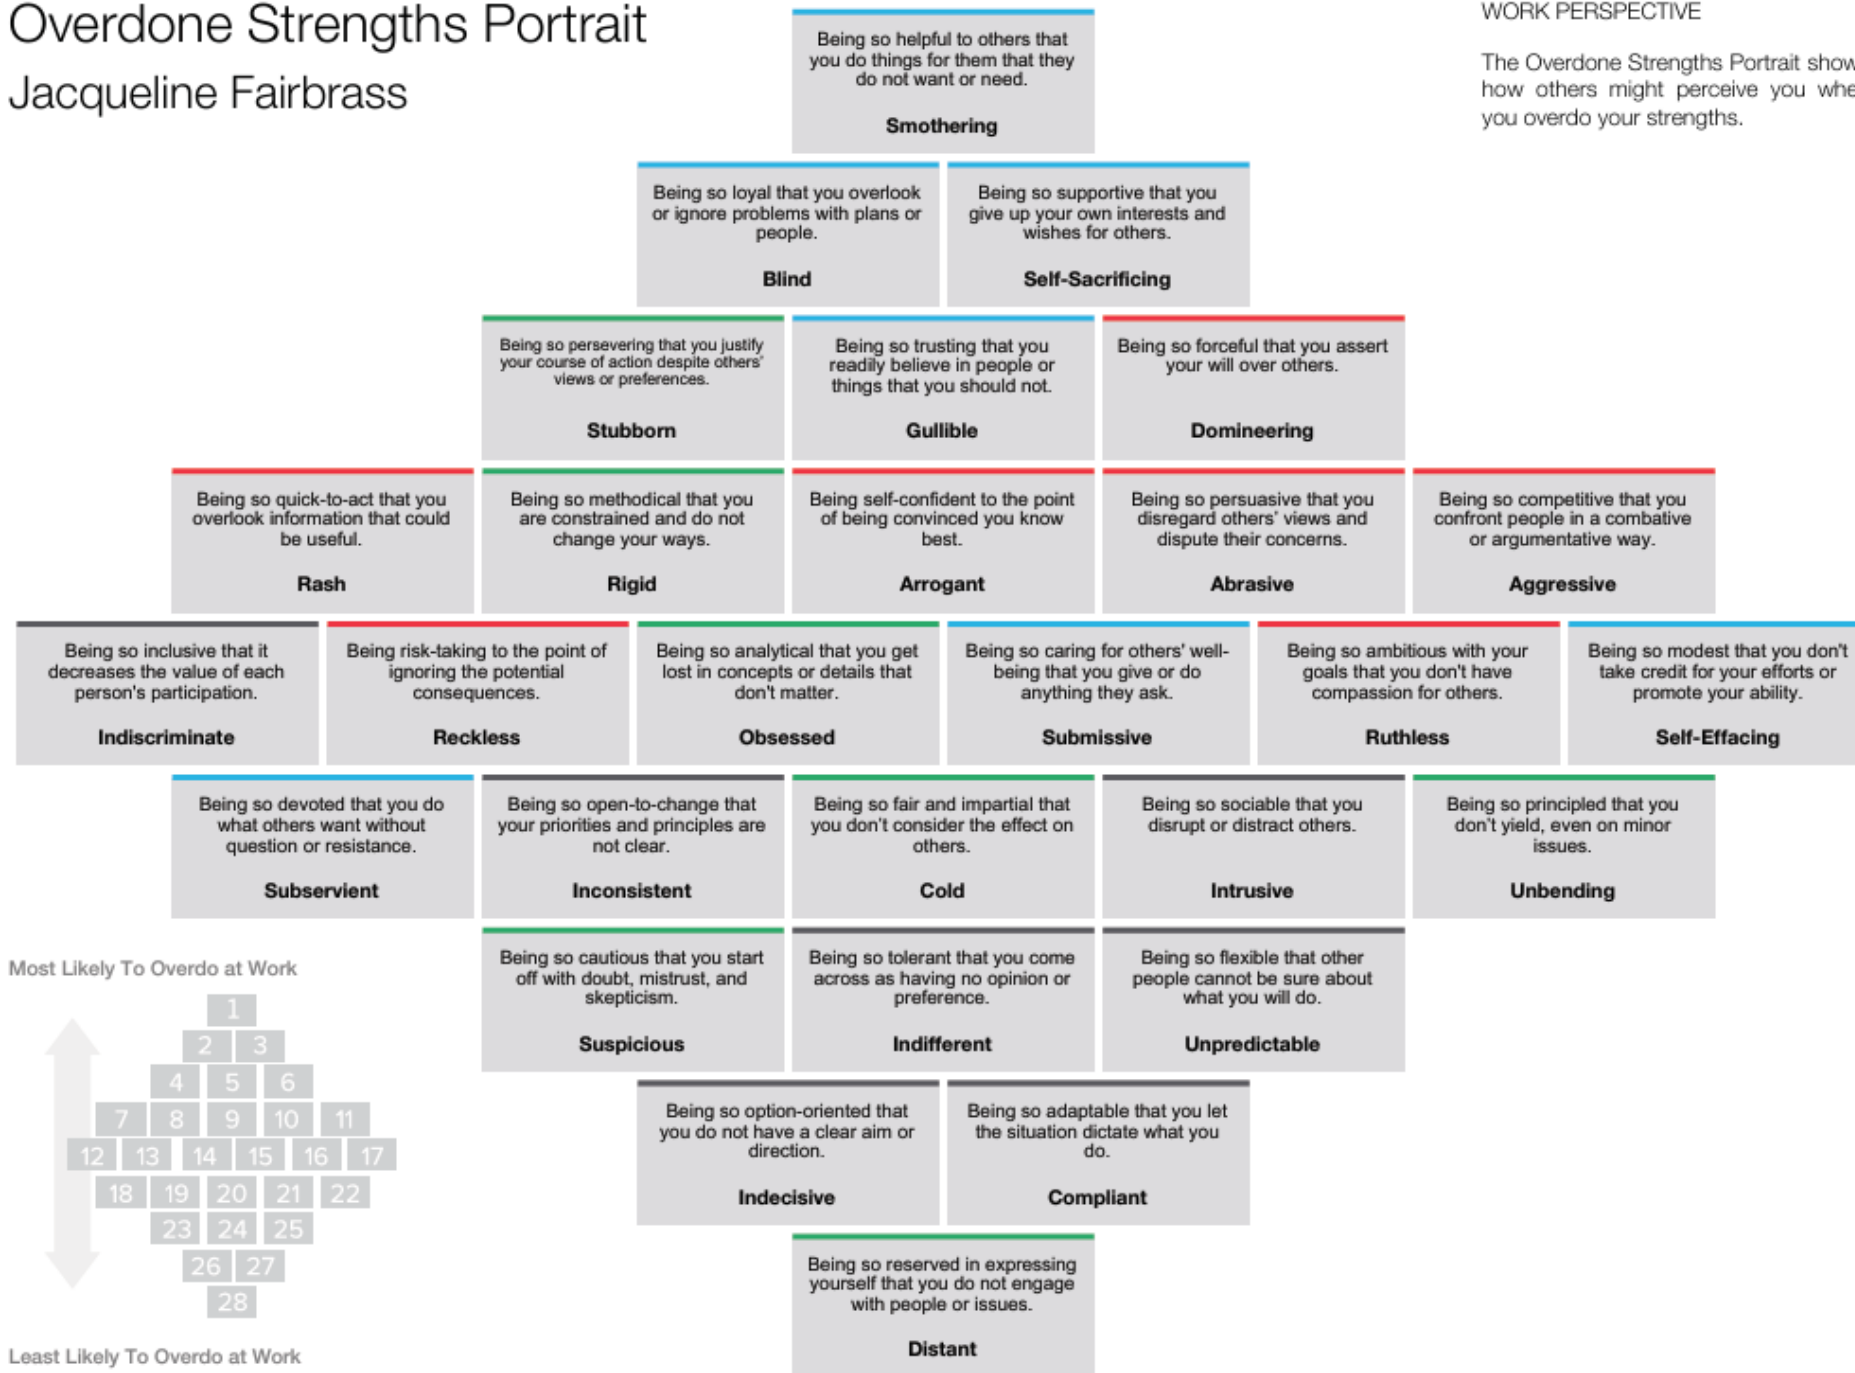 Overdone Strengths Portrait
Jacqueline Fairbrass
WORK PERSPECTIVE
The Overdone Strengths Portrait show
how others might perceive you whe
you overdo your strengths.
Being so helpful to others that
you do things for them that they
do not want or need.
Smothering
Being so loyal that you overlook
or ignore problems with plans or
people.
Blind
Being so supportive that you
give up your own interests and
wishes for others.
Self-Sacrificing
Being so persevering that you justify
your course of action despite others'
views or preferences.
Stubborn
Being so trusting that you
readily believe in people or
things that you should not.
Gullible
Being so forceful that you assert
your will over others.
Domineering
Being so quick-to-act that you
overlook information that could
be useful.
Rash
Being so methodical that you
are constrained and do not
change your ways.
Rigid
Being self-confident to the point
of being convinced you know
best.
Arrogant
Being so persuasive that you
disregard others' views and
dispute their concerns.
Abrasive
Being so competitive that you
confront people in a combative
or argumentative way.
Aggressive
Being so inclusive that it
decreases the value of each
person's participation.
Indiscriminate
Being risk-taking to the point of
ignoring the potential
consequences.
Reckless
Being so analytical that you get
lost in concepts or details that
don't matter.
Obsessed
Being so caring for others' well-
being that you give or do
anything they ask.
Submissive
Being so ambitious with your
goals that you don't have
compassion for others.
Ruthless
Being so modest that you don't
take credit for your efforts or
promote your ability.
Self-Effacing
Being so devoted that you do
what others want without
question or resistance.
Subservient
Being so open-to-change that
your priorities and principles are
not clear.
Inconsistent
Being so fair and impartial that
you don't consider the effect on
others.
Cold
Being so sociable that you
disrupt or distract others.
Intrusive
Being so principled that you
don't yield, even on minor
issues.
Unbending
Being so cautious that you start
off with doubt, mistrust, and
skepticism.
Suspicious
Being so tolerant that you come
across as having no opinion or
preference.
Indifferent
Being so flexible that other
people cannot be sure about
what you will do.
Unpredictable
Being so option-oriented that
you do not have a clear aim or
direction.
Indecisive
Being so adaptable that you let
the situation dictate what you
do.
Compliant
Being so reserved in expressing
yourself that you do not engage
with people or issues.
Distant
Most Likely To Overdo at Work
1
2 3
4 5 6
7 8 9 10 11
12 13 14 15 16 17
18 19 20 21 22
23 24 25
26 27
28
Least Likely To Overdo at Work